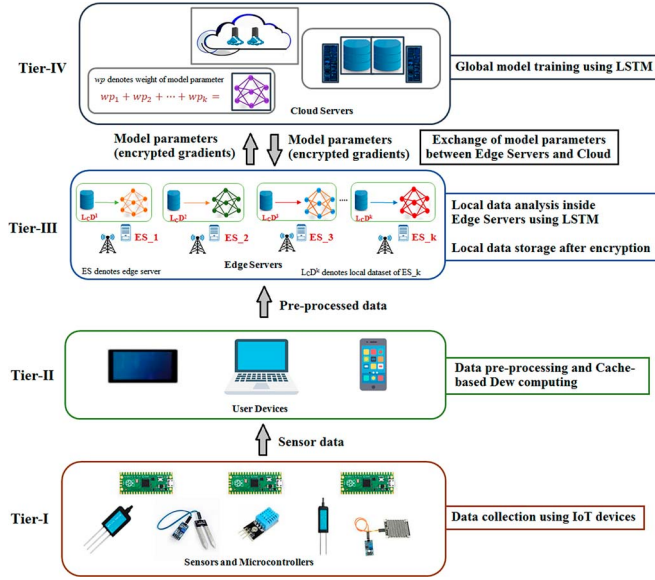 Tier-IV
wp denotes weight of model parameter
wp₁ + wp₂ + ··· + wpₖ =
Cloud Servers
Global model training using LSTM
Model parameters
(encrypted gradients)
Model parameters
(encrypted gradients)
Exchange of model parameters
between Edge Servers and Cloud
Tier-III
LCD¹
LCD²
LCD³
....
LCDᵏ
ES_1
ES_2
ES_3
ES_k
ES denotes edge server
Edge Servers
LCDᵏ denotes local dataset of ES_k
Local data analysis inside
Edge Servers using LSTM
Local data storage after encryption
Pre-processed data
Tier-II
User Devices
Data pre-processing and Cache-
based Dew computing
Sensor data
Tier-I
Sensors and Microcontrollers
Data collection using IoT devices